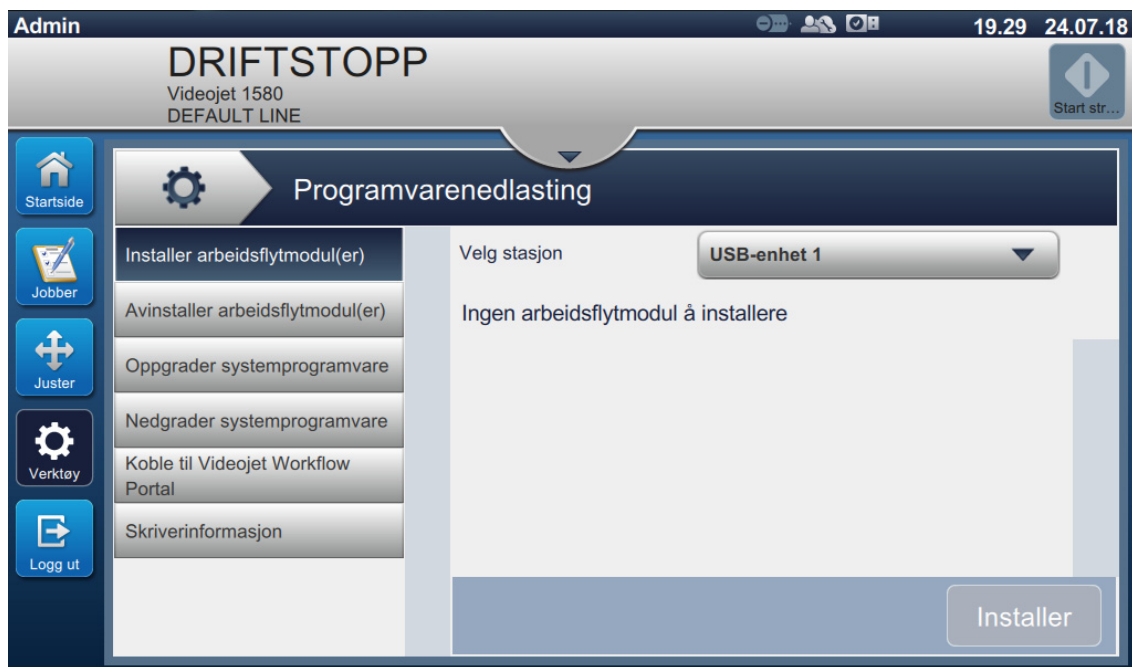 Admin
19.29 24.07.18
DRIFTSTOPP
Videojet 1580
DEFAULT LINE
Start str...
Startside
Jobber
Juster
Verktøy
Logg ut
Programvarenedlasting
Installer arbeidsflytmodul(er)
Avinstaller arbeidsflytmodul(er)
Oppgrader systemprogramvare
Nedgrader systemprogramvare
Koble til Videojet Workflow
Portal
Skriverinformasjon
Velg stasjon
USB-enhet 1
Ingen arbeidsflytmodul å installere
Installer